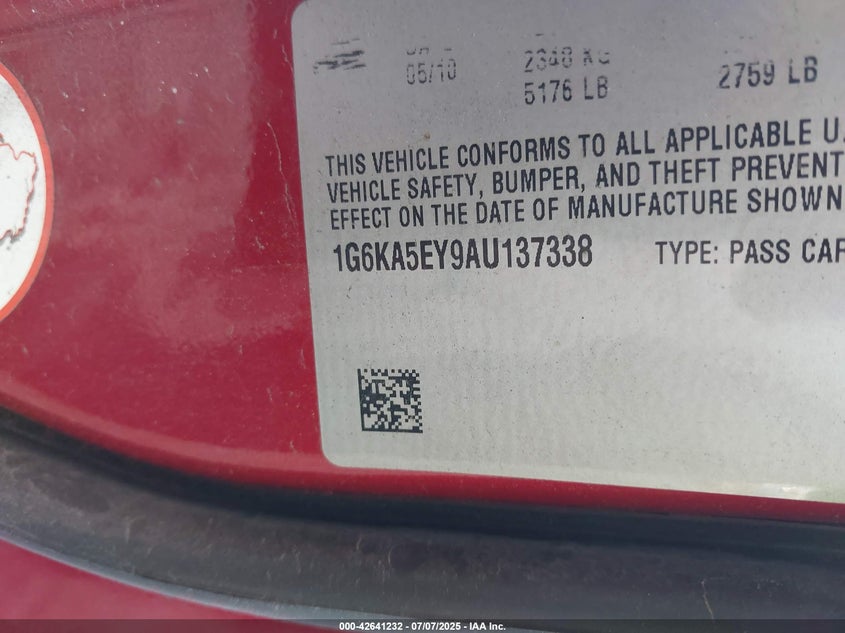 05/10 2348 KG
5176 LB 2759 LB
THIS VEHICLE CONFORMS TO ALL APPLICABLE U.
VEHICLE SAFETY, BUMPER, AND THEFT PREVENT
EFFECT ON THE DATE OF MANUFACTURE SHOWN
1G6KA5EY9AU137338 TYPE: PASS CAR
000-42641232 - 07/07/2025 - IAA Inc.